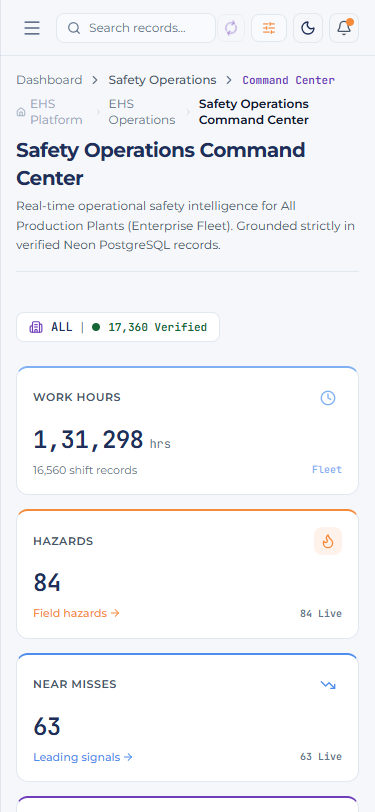 Search records...
Dashboard > Safety Operations > Command Center
EHS Platform > EHS Operations > Safety Operations Command Center
Safety Operations Command
Center
Real-time operational safety intelligence for All
Production Plants (Enterprise Fleet). Grounded strictly in
verified Neon PostgreSQL records.
ALL | ● 17,360 Verified
WORK HOURS
1,31,298 hrs
16,560 shift records Fleet
HAZARDS
84
Field hazards → 84 Live
NEAR MISSES
63
Leading signals → 63 Live